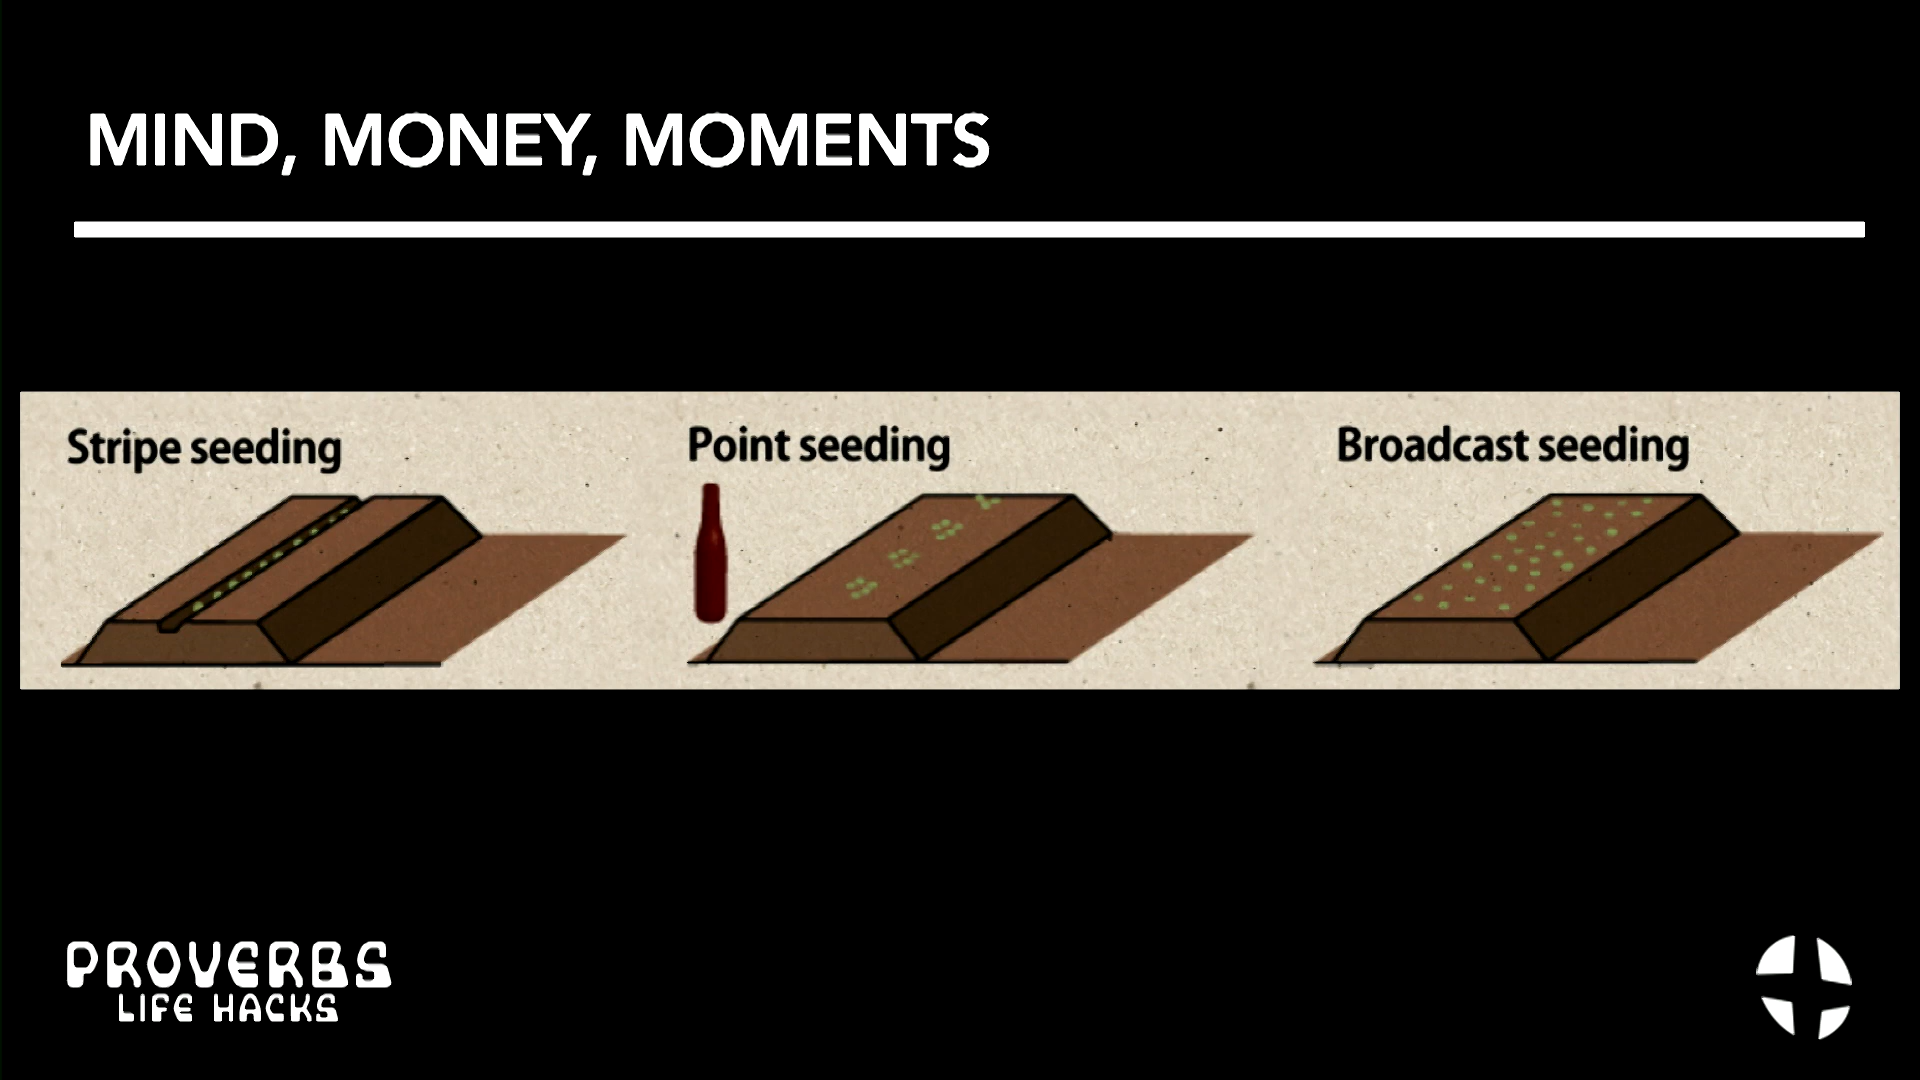 MIND, MONEY, MOMENTS
Stripe seeding
Point seeding
Broadcast seeding
PROVERBS
LIFE HACKS